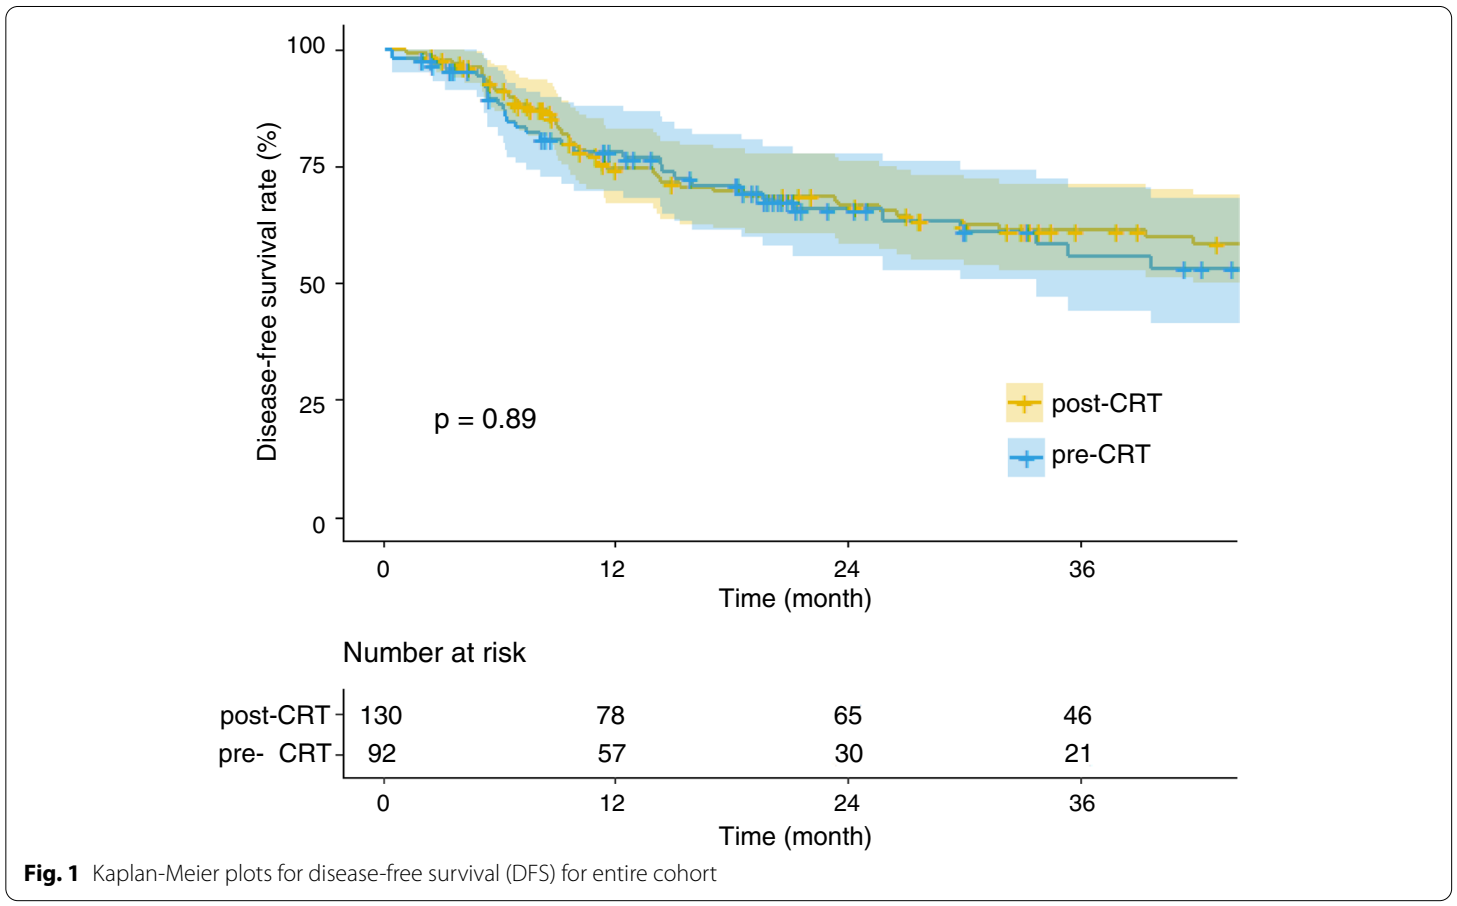 100
75
50
25
0
Disease-free survival rate (%)
p = 0.89
post-CRT
pre-CRT
0 12 24 36
Time (month)
Number at risk
post-CRT 130 78 65 46
pre- CRT 92 57 30 21
0 12 24 36
Time (month)
Fig. 1 Kaplan-Meier plots for disease-free survival (DFS) for entire cohort